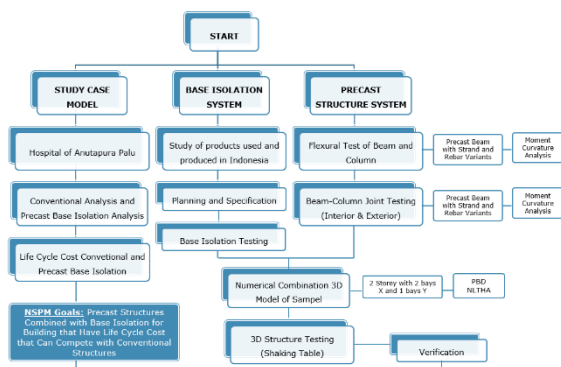 START
STUDY CASE
MODEL
BASE ISOLATION
SYSTEM
PRECAST
STRUCTURE SYSTEM
Hospital of Anutapura Palu
Study of products used and
produced in Indonesia
Flexural Test of Beam and
Column
Precast Beam
with Strand and
Rebar Variants
Moment
Curvature
Analysis
Conventional Analysis and
Precast Base Isolation Analysis
Planning and Specification
Beam-Column Joint Testing
(Interior & Exterior)
Precast Beam
with Strand and
Rebar Variants
Moment
Curvature
Analysis
Base Isolation Testing
Life Cycle Cost Convetional and
Precast Base Isolation
Numerical Combination 3D
Model of Sampel
2 Storey with 2 bays
X and 1 bays Y
PBD
NLTHA
NSPM Goals: Precast Structures
Combined with Base Isolation for
Building that Have Life Cycle Cost
that Can Compete with Conventional
Structures
3D Structure Testing
(Shaking Table)
Verification